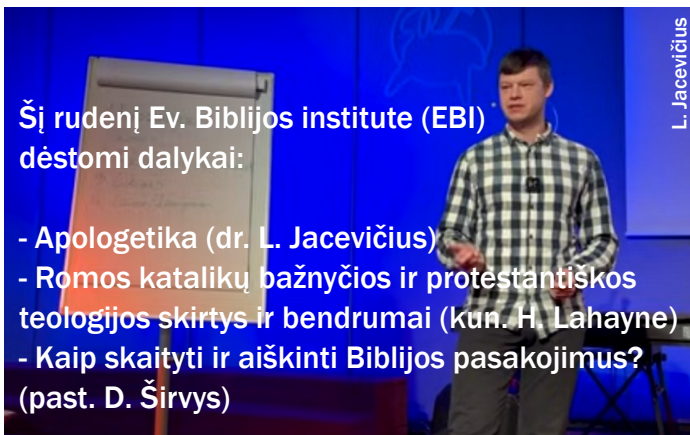 L. Jacevičius
Šį rudenį Ev. Biblijos institute (EBI)
dėstomi dalykai:
- Apologetika (dr. L. Jacevičius)
- Romos katalikų bažnyčios ir protestantiškos
teologijos skirtys ir bendrumai (kun. H. Lahayne)
- Kaip skaityti ir aiškinti Biblijos pasakojimus?
(past. D. Širvys)